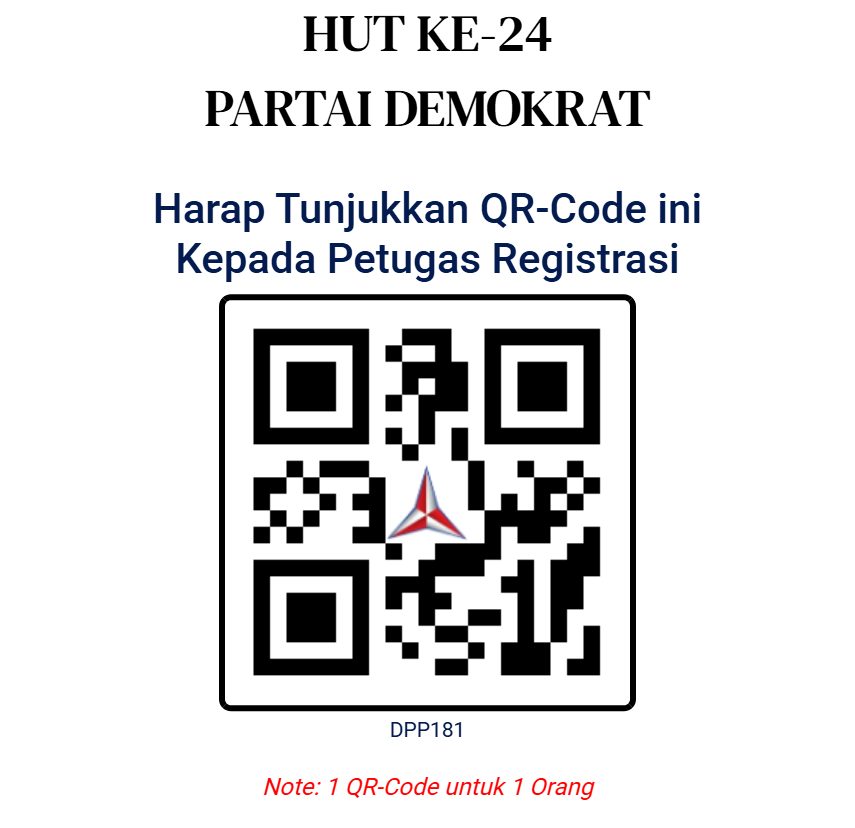 HUT KE-24
PARTAI DEMOKRAT
Harap Tunjukkan QR-Code ini
Kepada Petugas Registrasi
DPP181
Note: 1 QR-Code untuk 1 Orang